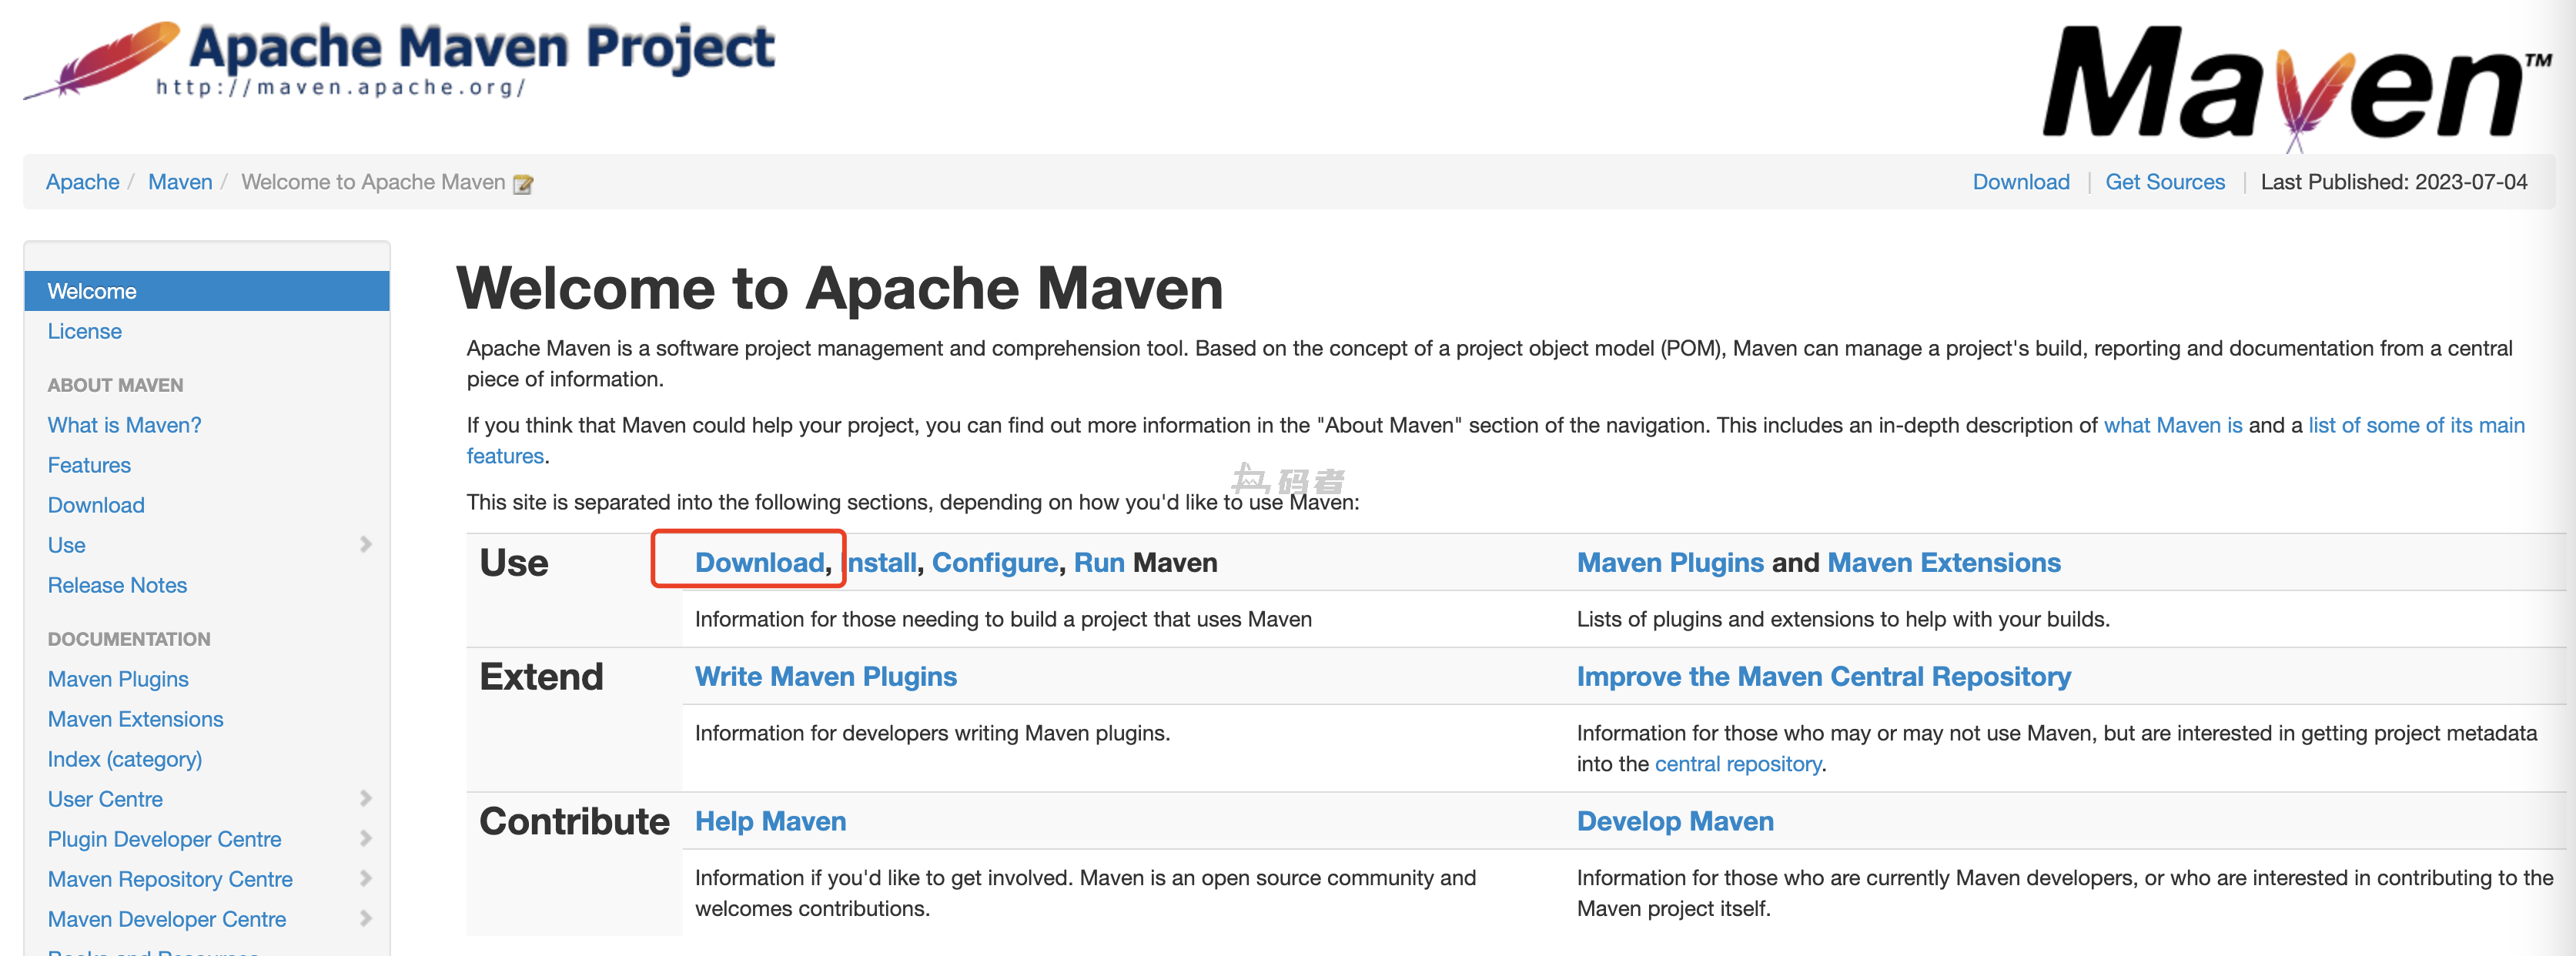 Apache Maven Project
http://maven.apache.org/
Maven™
Apache / Maven / Welcome to Apache Maven
Download | Get Sources | Last Published: 2023-07-04
Welcome
License
ABOUT MAVEN
What is Maven?
Features
Download
Use
Release Notes
DOCUMENTATION
Maven Plugins
Maven Extensions
Index (category)
User Centre
Plugin Developer Centre
Maven Repository Centre
Maven Developer Centre
Books and Resources
Welcome to Apache Maven
Apache Maven is a software project management and comprehension tool. Based on the concept of a project object model (POM), Maven can manage a project's build, reporting and documentation from a central
piece of information.
If you think that Maven could help your project, you can find out more information in the "About Maven" section of the navigation. This includes an in-depth description of what Maven is and a list of some of its main
features.
码者
This site is separated into the following sections, depending on how you'd like to use Maven:
Use
Download, Install, Configure, Run Maven
Maven Plugins and Maven Extensions
Information for those needing to build a project that uses Maven
Lists of plugins and extensions to help with your builds.
Extend
Write Maven Plugins
Improve the Maven Central Repository
Information for developers writing Maven plugins.
Information for those who may or may not use Maven, but are interested in getting project metadata
into the central repository.
Contribute
Help Maven
Develop Maven
Information if you'd like to get involved. Maven is an open source community and
welcomes contributions.
Information for those who are currently Maven developers, or who are interested in contributing to the
Maven project itself.